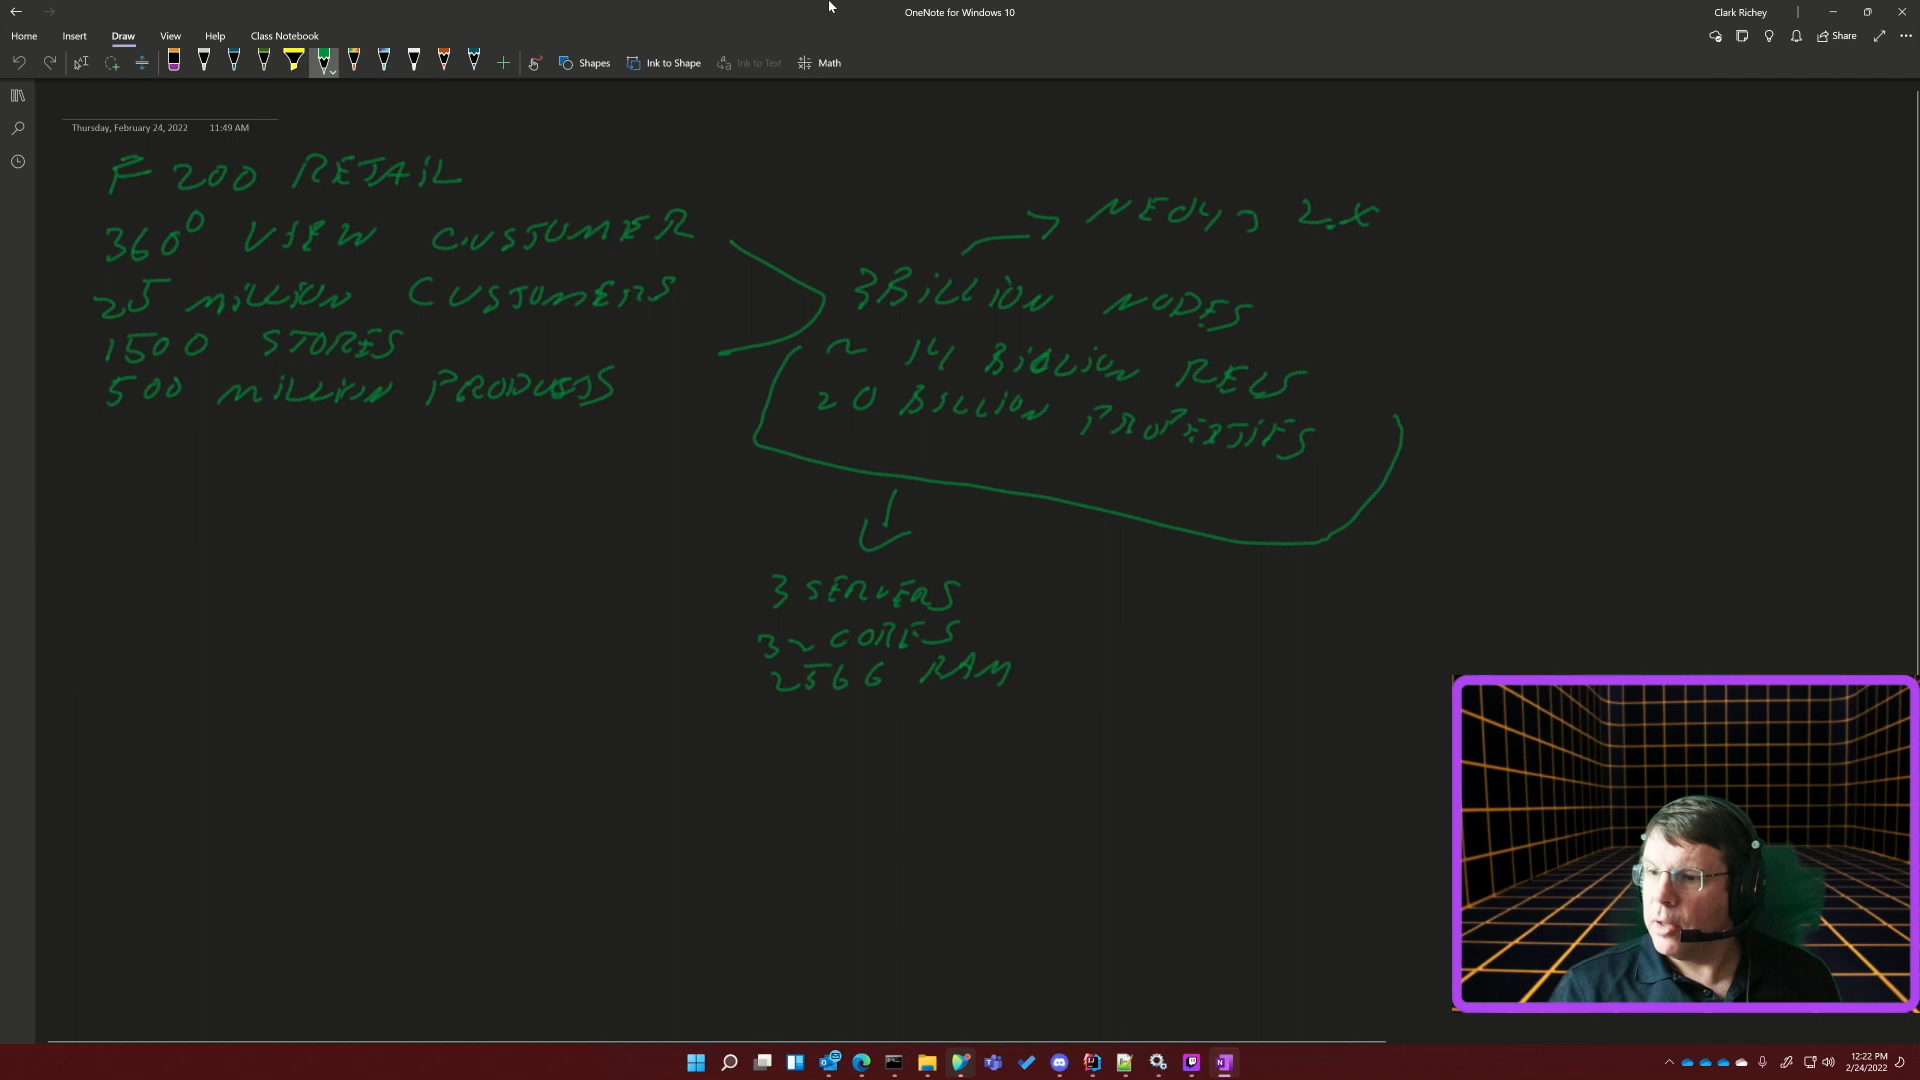 OneNote for Windows 10
Clark Richey
Home Insert Draw View Help Class Notebook
Share
Shapes Ink to Shape Ink to Text Math
Thursday, February 24, 2022 11:49 AM
F 200 RETAIL
360° VIEW CUSTOMER
25 MILLION CUSTOMERS
1500 STORES
500 MILLION PRODUCTS
NEO4J 2.X
3 BILLION NODES
~ 14 BILLION RELS
20 BILLION PROPERTIES
3 SERVERS
32 CORES
256G RAM
12:22 PM
2/24/2022